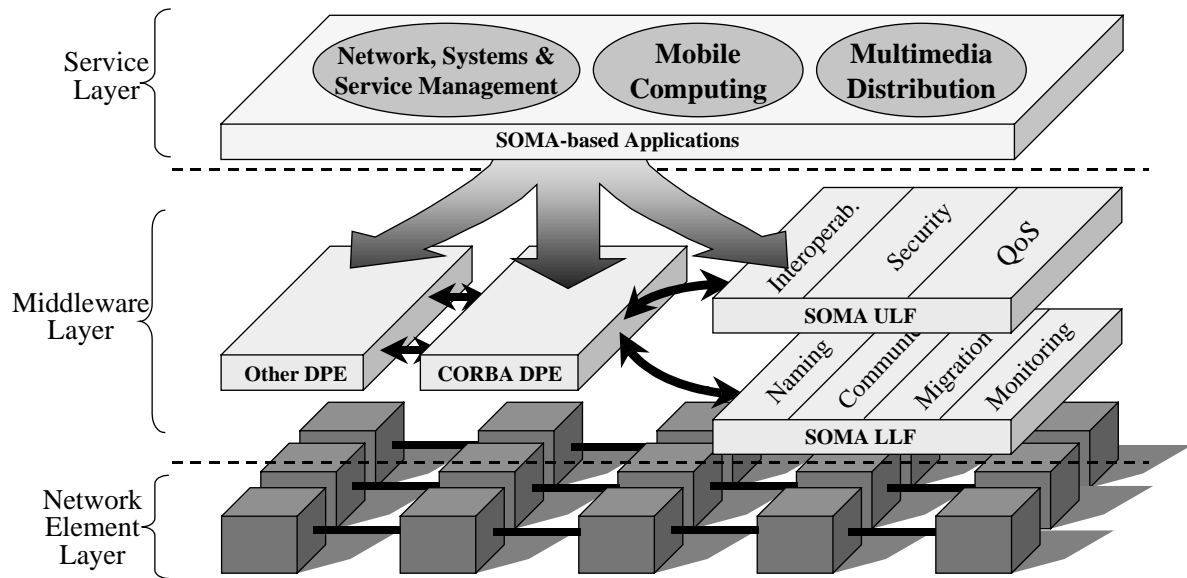 Service
Layer
Network, Systems &
Service Management
Mobile
Computing
Multimedia
Distribution
SOMA-based Applications
Middleware
Layer
Interoperab.
Security
QoS
SOMA ULF
Other DPE
CORBA DPE
Naming
Communic
Migration
Monitoring
SOMA LLF
Network
Element
Layer